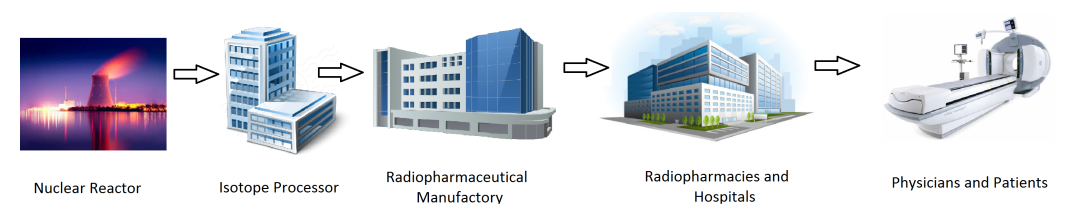 Nuclear Reactor
Isotope Processor
Radiopharmaceutical
Manufactory
Radiopharmacies and
Hospitals
Physicians and Patients